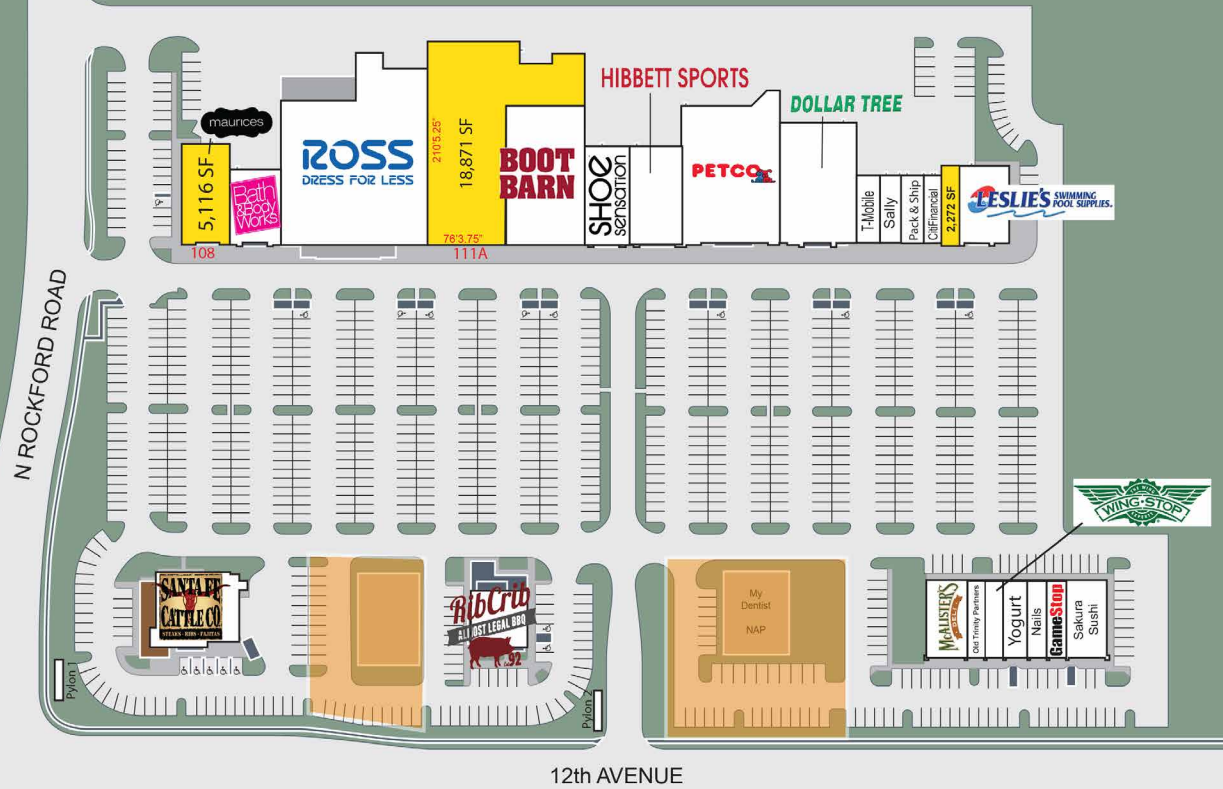 maurices
5,116 SF
108
Bath
&Body
Works
ROSS
DRESS FOR LESS
210'5.25"
18,871 SF
76'3.75"
111A
BOOT
BARN
SHOE
sensation
HIBBETT SPORTS
PETCO
DOLLAR TREE
T-Mobile
Sally
Pack & Ship
CitiFinancial
2,272 SF
LESLIE'S SWIMMING
POOL SUPPLIES.
N ROCKFORD ROAD
WING·STOP
SANTA FE
CATTLE CO.
STEAKS · RIBS · FAJITAS
Pylon 1
RibCrib
ALMOST LEGAL BBQ
92
Pylon
My
Dentist
NAP
McALISTER'S
DELI
Old Trinity Partners
Yogurt
Nails
GameStop
Sakura
Sushi
12th AVENUE